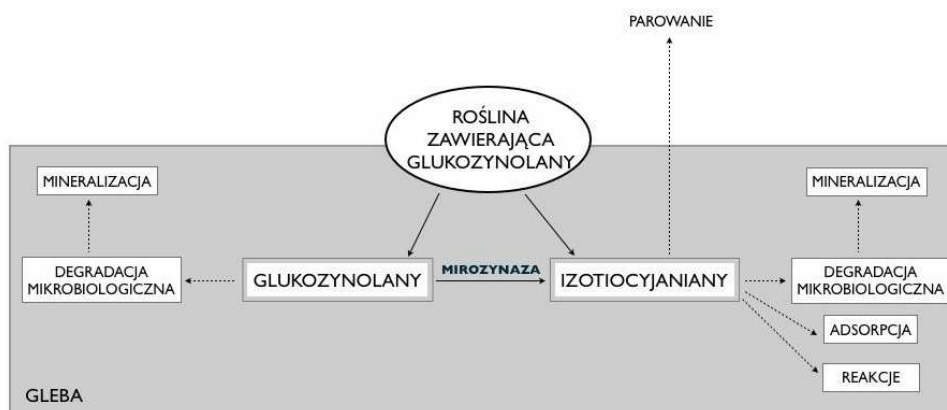 PAROWANIE
ROŚLINA
ZAWIERAJĄCA
GLUKOZYNOLANY
MINERALIZACJA
MINERALIZACJA
DEGRADACJA
MIKROBIOLOGICZNA
GLUKOZYNOLANY
MIROZYNAZA
IZOTIOCYJANIANY
DEGRADACJA
MIKROBIOLOGICZNA
ADSORPCJA
REAKCJE
GLEBA